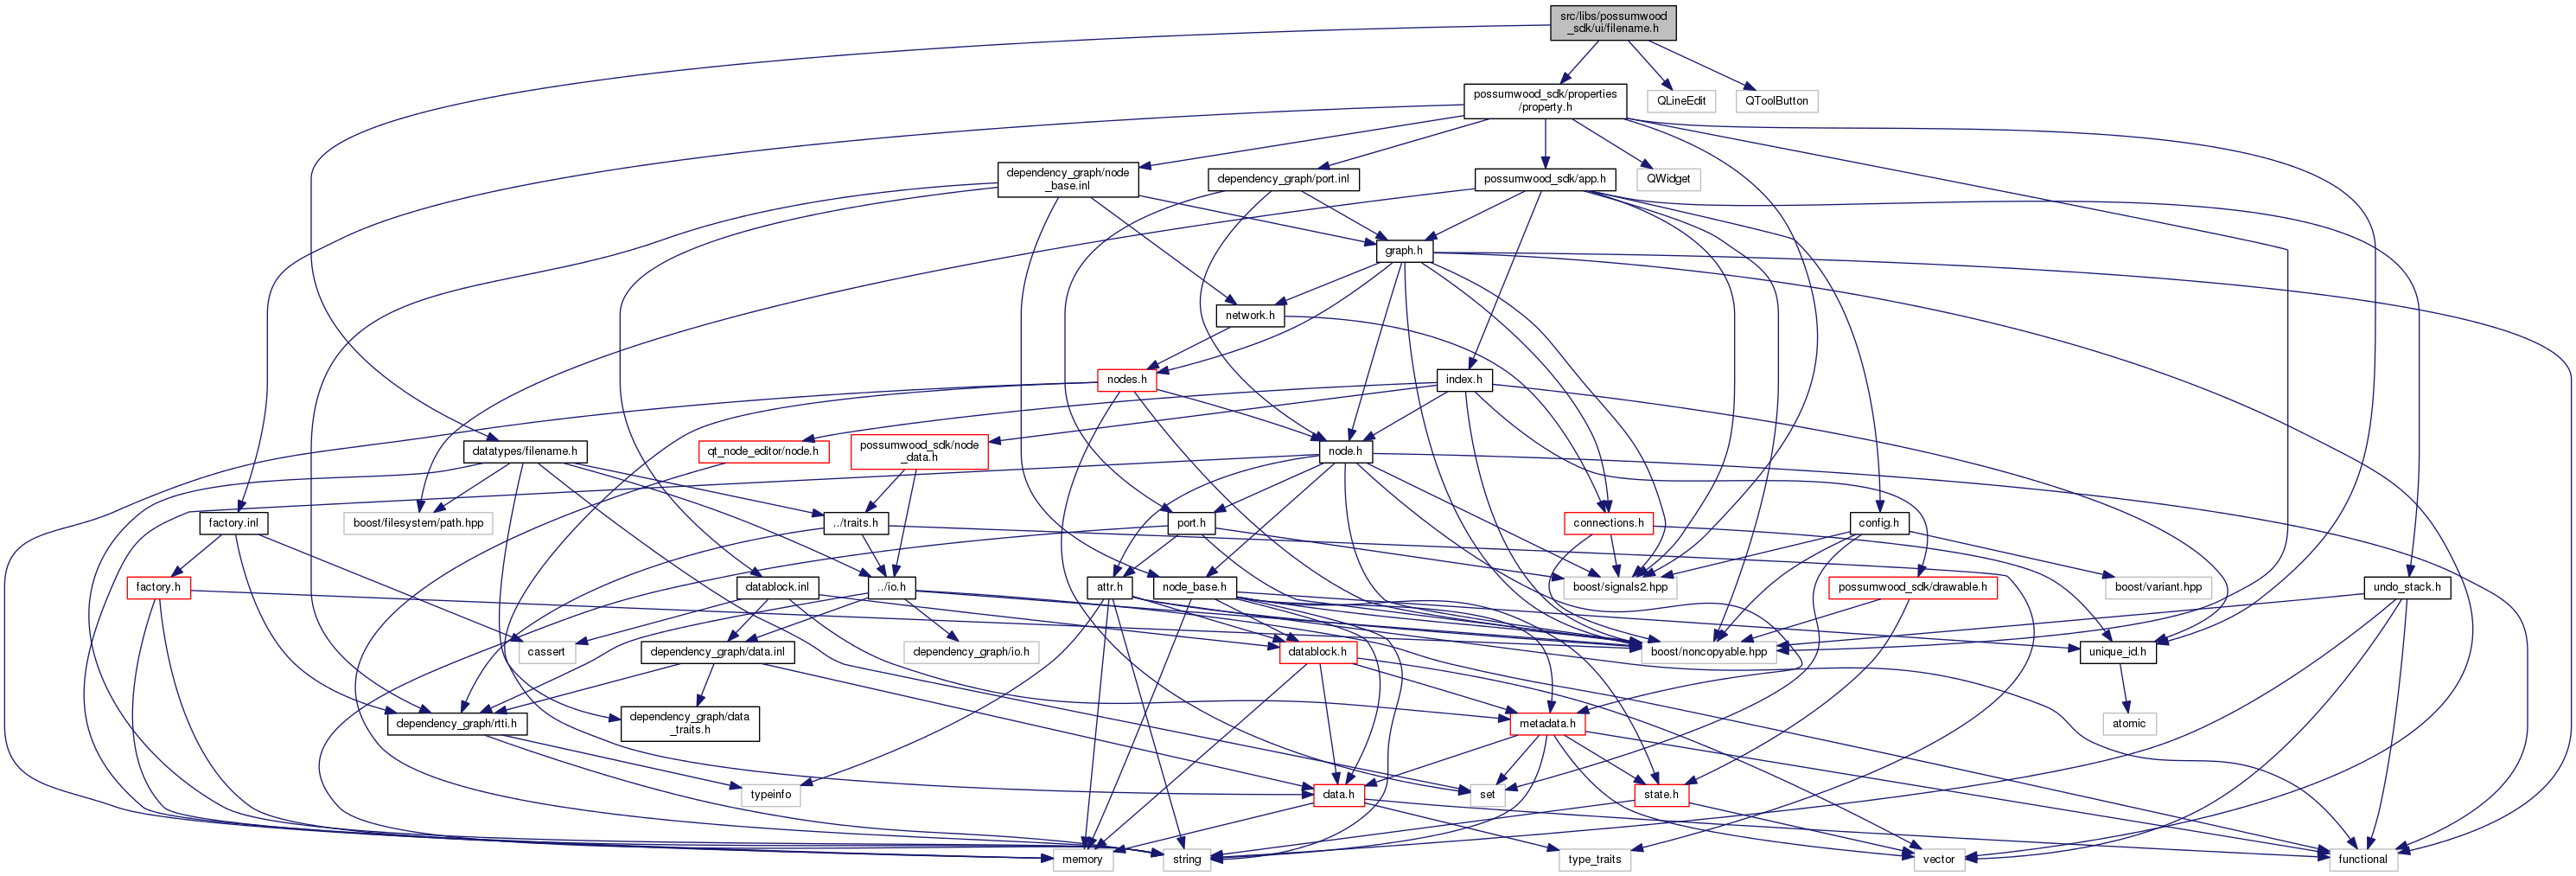 src/libs/possumwood
_sdk/ui/filename.h
possumwood_sdk/properties
/property.h
QLineEdit
QToolButton
dependency_graph/node
_base.inl
dependency_graph/port.inl
possumwood_sdk/app.h
QWidget
graph.h
network.h
nodes.h
index.h
datatypes/filename.h
qt_node_editor/node.h
possumwood_sdk/node
_data.h
node.h
factory.inl
boost/filesystem/path.hpp
../traits.h
port.h
connections.h
config.h
factory.h
datablock.inl
../io.h
attr.h
node_base.h
boost/signals2.hpp
possumwood_sdk/drawable.h
boost/variant.hpp
undo_stack.h
cassert
dependency_graph/data.inl
dependency_graph/io.h
datablock.h
boost/noncopyable.hpp
unique_id.h
dependency_graph/rtti.h
dependency_graph/data
_traits.h
metadata.h
atomic
typeinfo
data.h
set
state.h
memory
string
type_traits
vector
functional